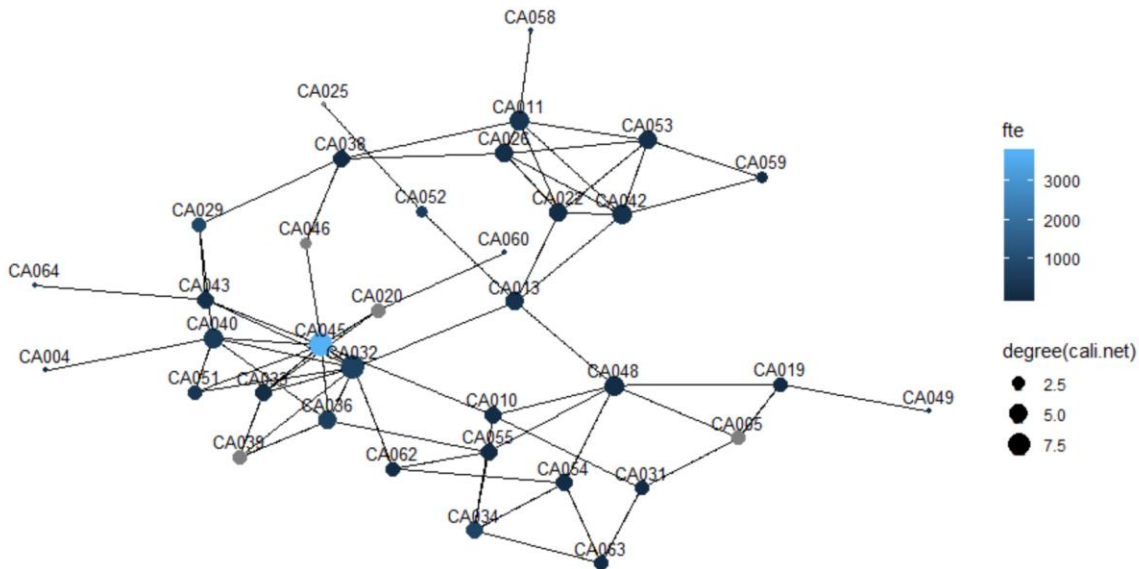 CA058
CA025
CA011
CA053
CA038
CA026
CA059
CA052
CA022
CA042
CA029
CA046
CA060
CA064
CA043
CA020
CA013
CA040
CA045
CA004
CA032
CA051
CA033
CA048
CA019
CA010
CA049
CA036
CA005
CA039
CA055
CA062
CA054
CA031
CA034
CA063
fte
3000
2000
1000
degree(cali.net)
2.5
5.0
7.5